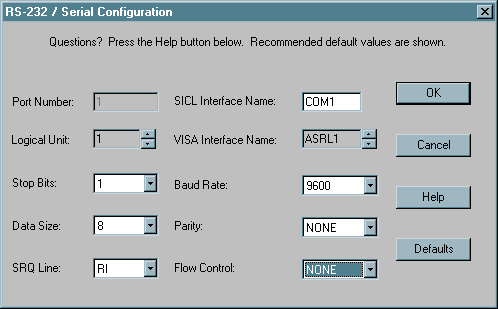 RS-232 / Serial Configuration
Questions?  Press the Help button below.  Recommended default values are shown.
Port Number: 1 SICL Interface Name: COM1 OK
Logical Unit: 1 VISA Interface Name: ASRL1 Cancel
Stop Bits: 1 Baud Rate: 9600 Help
Data Size: 8 Parity: NONE Defaults
SRQ Line: RI Flow Control: NONE